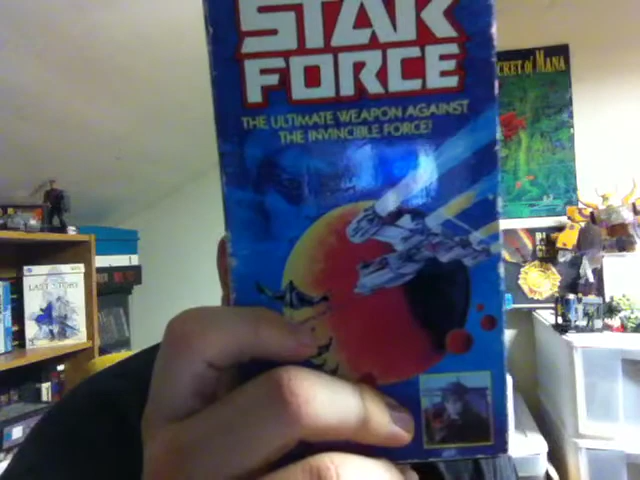 STAR
FORCE
THE ULTIMATE WEAPON AGAINST
THE INVINCIBLE FORCE!
CRET of MANA
LAST STORY